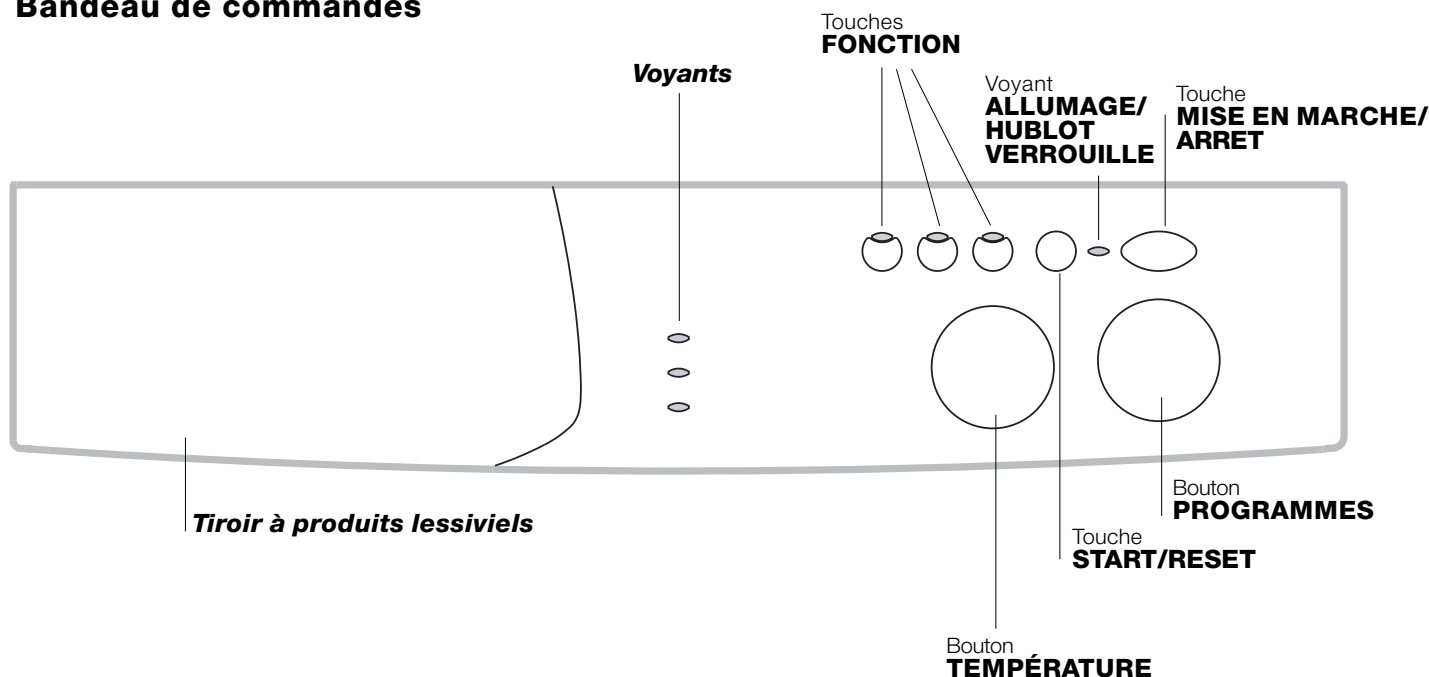 Bandeau de commandes
Touches
FONCTION
Voyants
Voyant
ALLUMAGE/
HUBLOT
VERROUILLE
Touche
MISE EN MARCHE/
ARRET
Tiroir à produits lessiviels
Bouton
PROGRAMMES
Touche
START/RESET
Bouton
TEMPÉRATURE